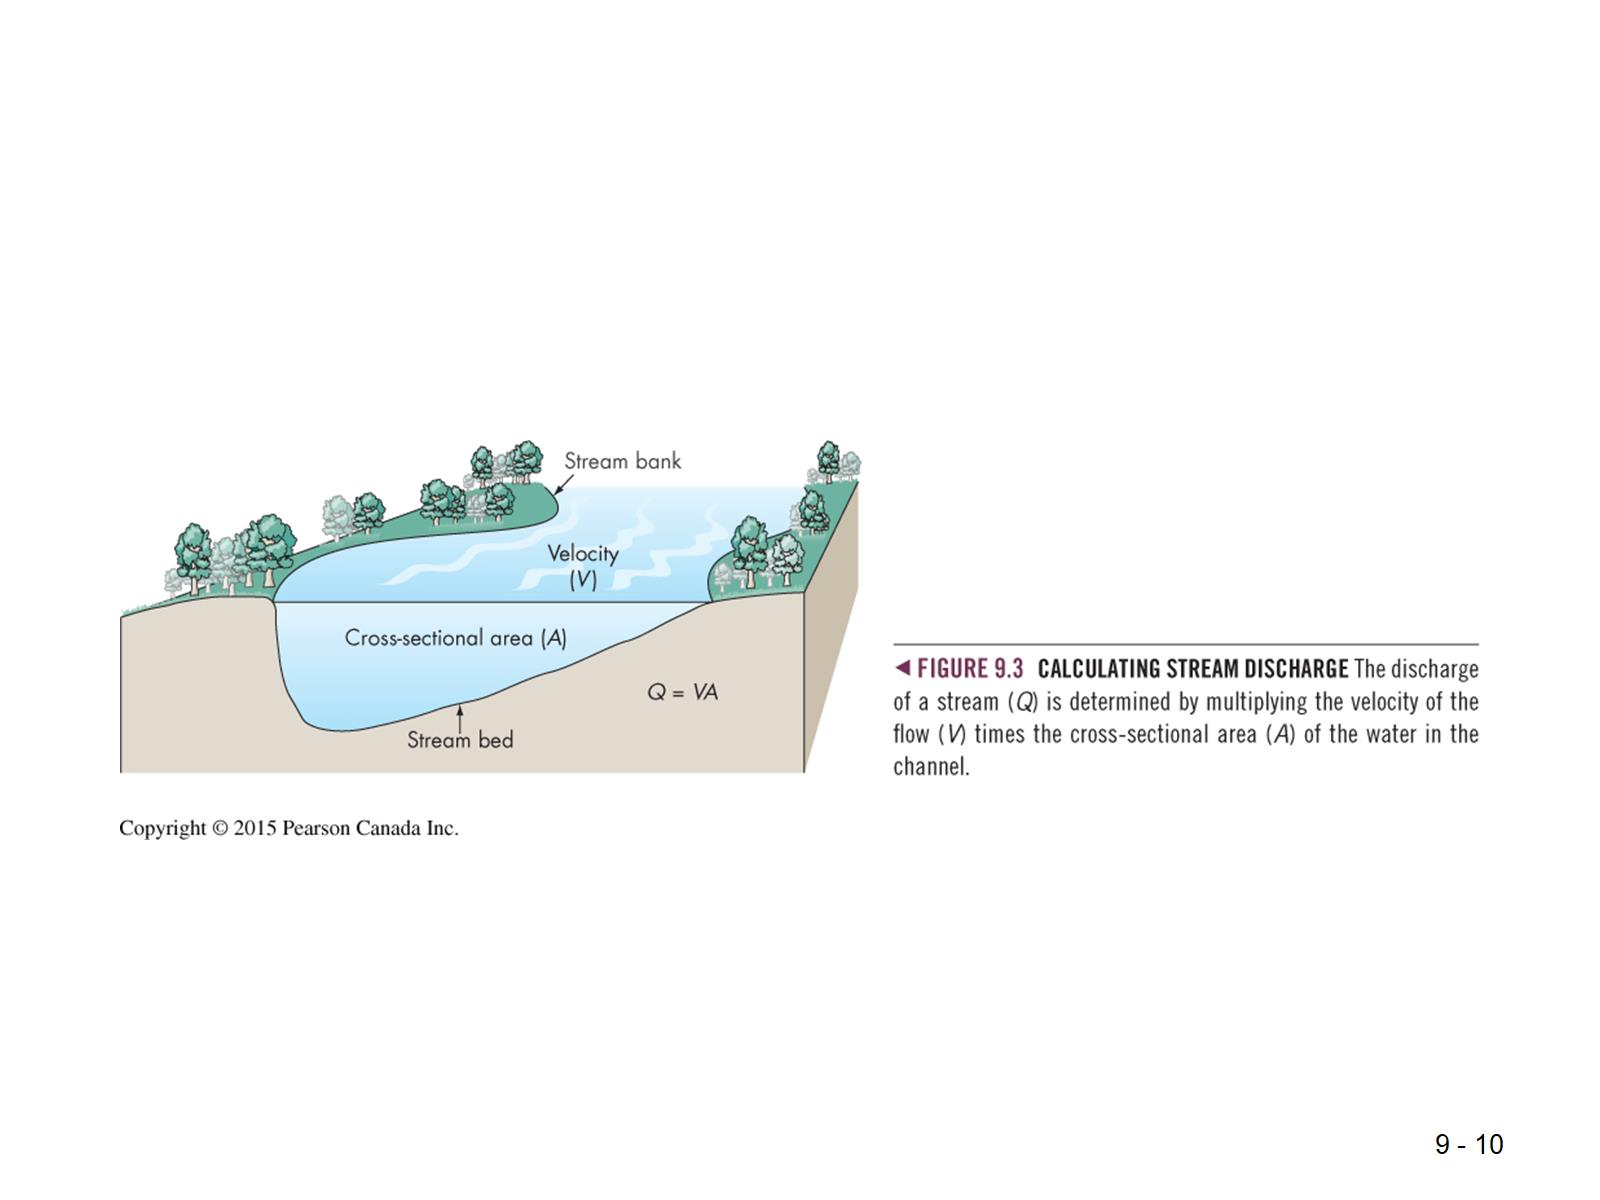 Stream bank
Velocity
(V)
Cross-sectional area (A)
Q = VA
Stream bed
◄ FIGURE 9.3 CALCULATING STREAM DISCHARGE The discharge
of a stream (Q) is determined by multiplying the velocity of the
flow (V) times the cross-sectional area (A) of the water in the
channel.
Copyright © 2015 Pearson Canada Inc.
9 - 10